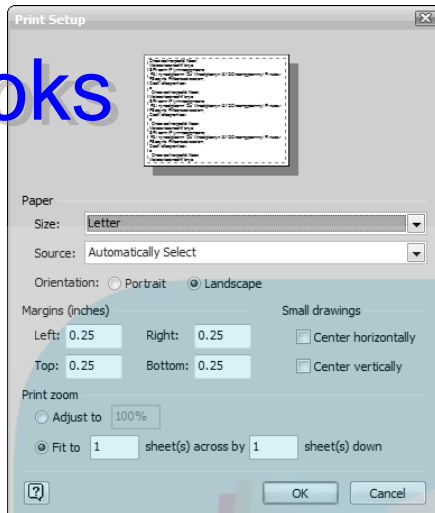 Print Setup
oks
Paper
Size: Letter
Source: Automatically Select
Orientation: Portrait Landscape
Margins (inches) Small drawings
Left: 0.25 Right: 0.25 Center horizontally
Top: 0.25 Bottom: 0.25 Center vertically
Print zoom
Adjust to 100%
Fit to 1 sheet(s) across by 1 sheet(s) down
OK Cancel